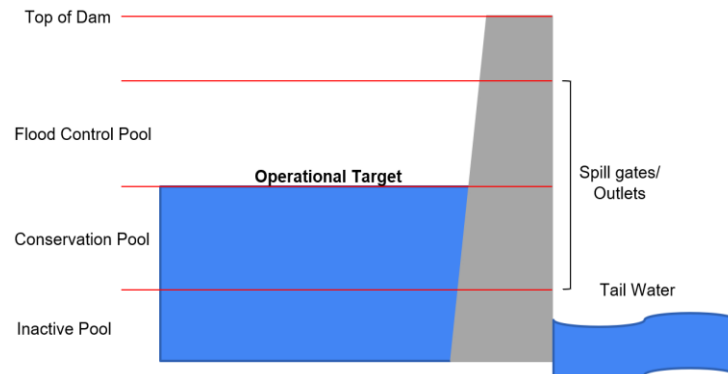 Top of Dam
Flood Control Pool
Operational Target
Spill gates/
Outlets
Conservation Pool
Tail Water
Inactive Pool